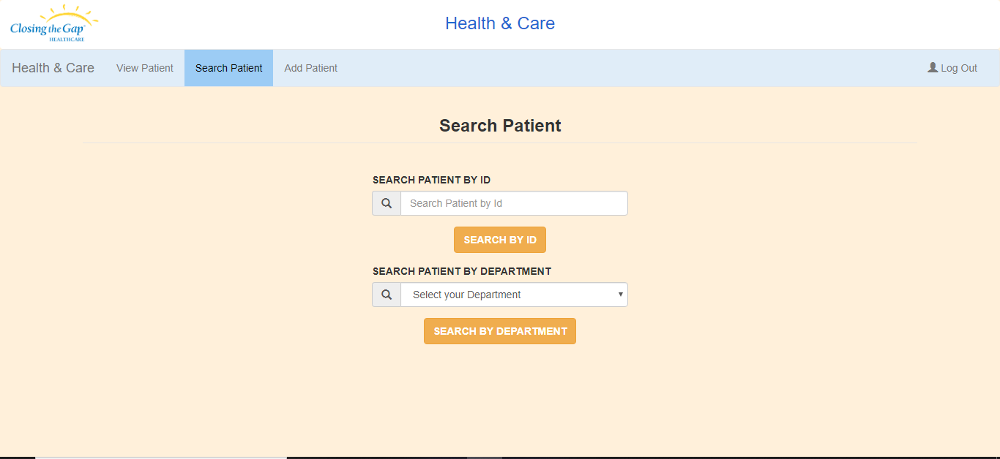 Closing the Gap®
HEALTHCARE
Health & Care
Health & Care View Patient Search Patient Add Patient Log Out
Search Patient
SEARCH PATIENT BY ID
Search Patient by Id
SEARCH BY ID
SEARCH PATIENT BY DEPARTMENT
Select your Department
SEARCH BY DEPARTMENT